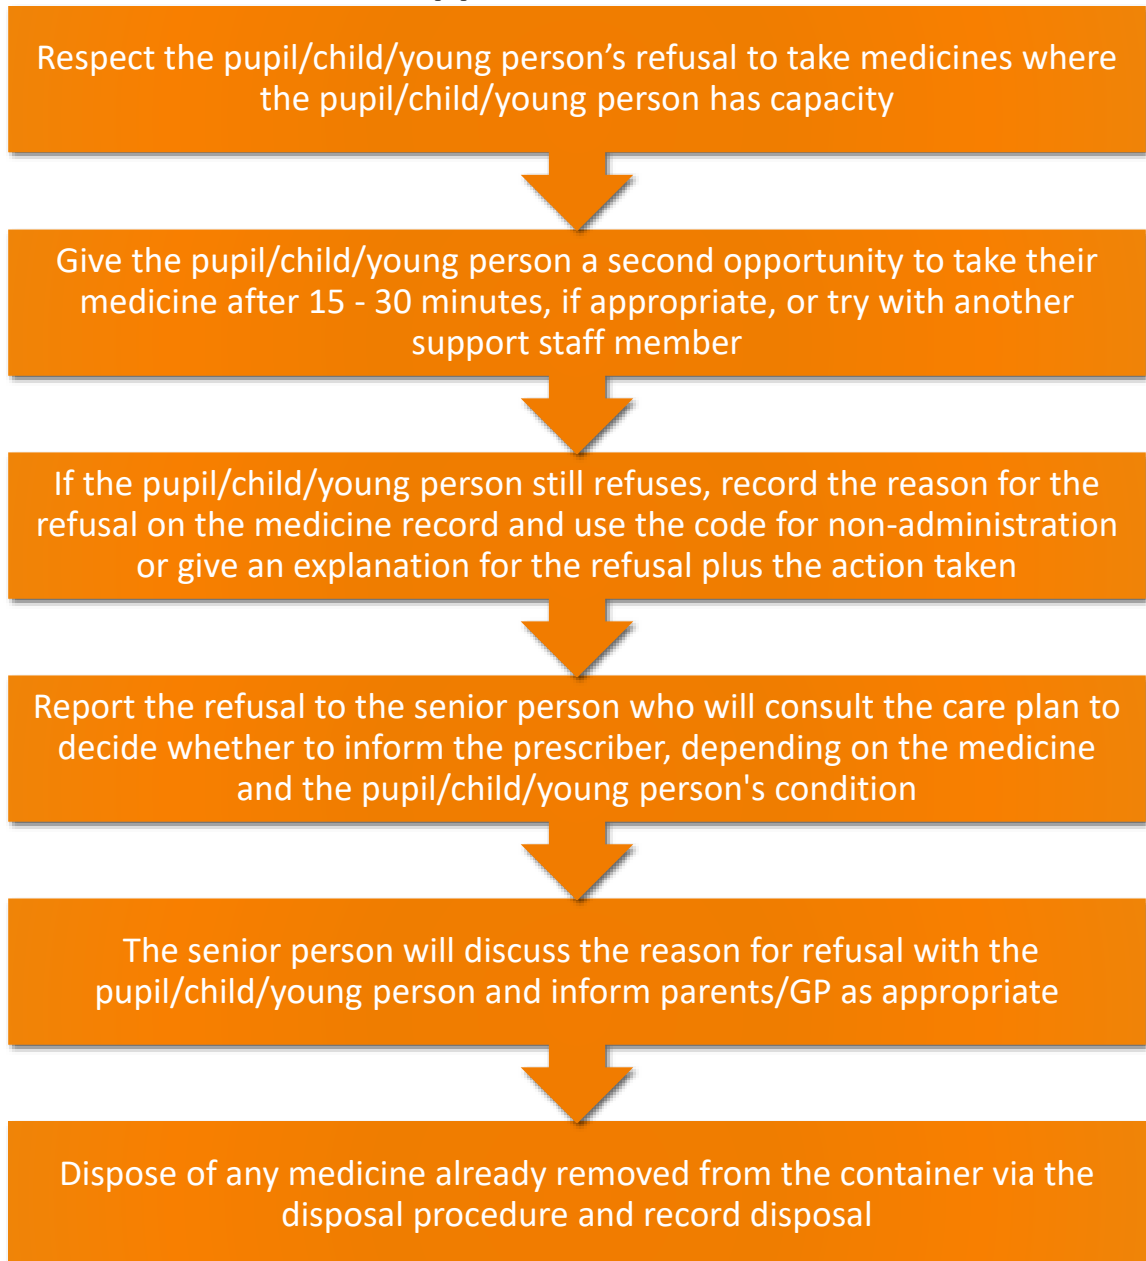 Respect the pupil/child/young person’s refusal to take medicines where
the pupil/child/young person has capacity
Give the pupil/child/young person a second opportunity to take their
medicine after 15 - 30 minutes, if appropriate, or try with another
support staff member
If the pupil/child/young person still refuses, record the reason for the
refusal on the medicine record and use the code for non-administration
or give an explanation for the refusal plus the action taken
Report the refusal to the senior person who will consult the care plan to
decide whether to inform the prescriber, depending on the medicine
and the pupil/child/young person's condition
The senior person will discuss the reason for refusal with the
pupil/child/young person and inform parents/GP as appropriate
Dispose of any medicine already removed from the container via the
disposal procedure and record disposal